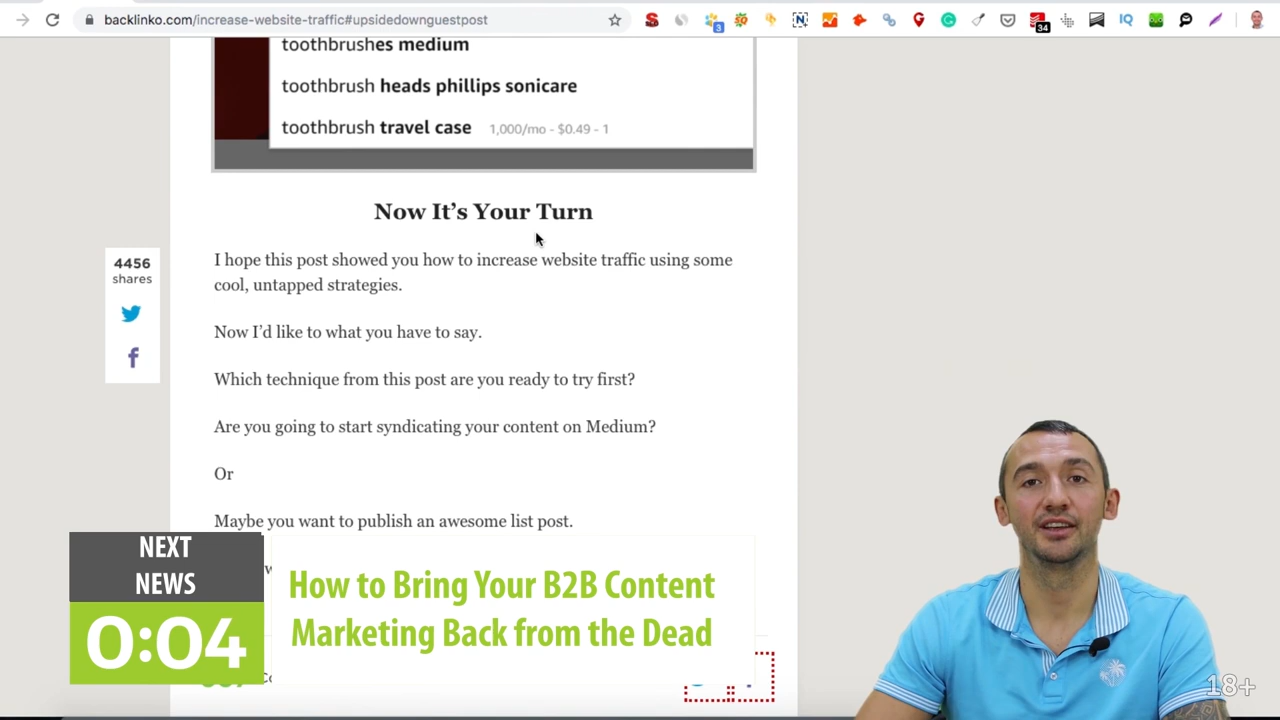 backlinko.com/increase-website-traffic#upsidedownguestpost
3
34
IQ
toothbrushes medium
toothbrush heads phillips sonicare
toothbrush travel case 1,000/mo - $0.49 - 1
Now It's Your Turn
I hope this post showed you how to increase website traffic using some
cool, untapped strategies.
4456
shares
Now I'd like to what you have to say.
Which technique from this post are you ready to try first?
Are you going to start syndicating your content on Medium?
Or
Maybe you want to publish an awesome list post.
NEXT
NEWS
0:04
How to Bring Your B2B Content
Marketing Back from the Dead
18+